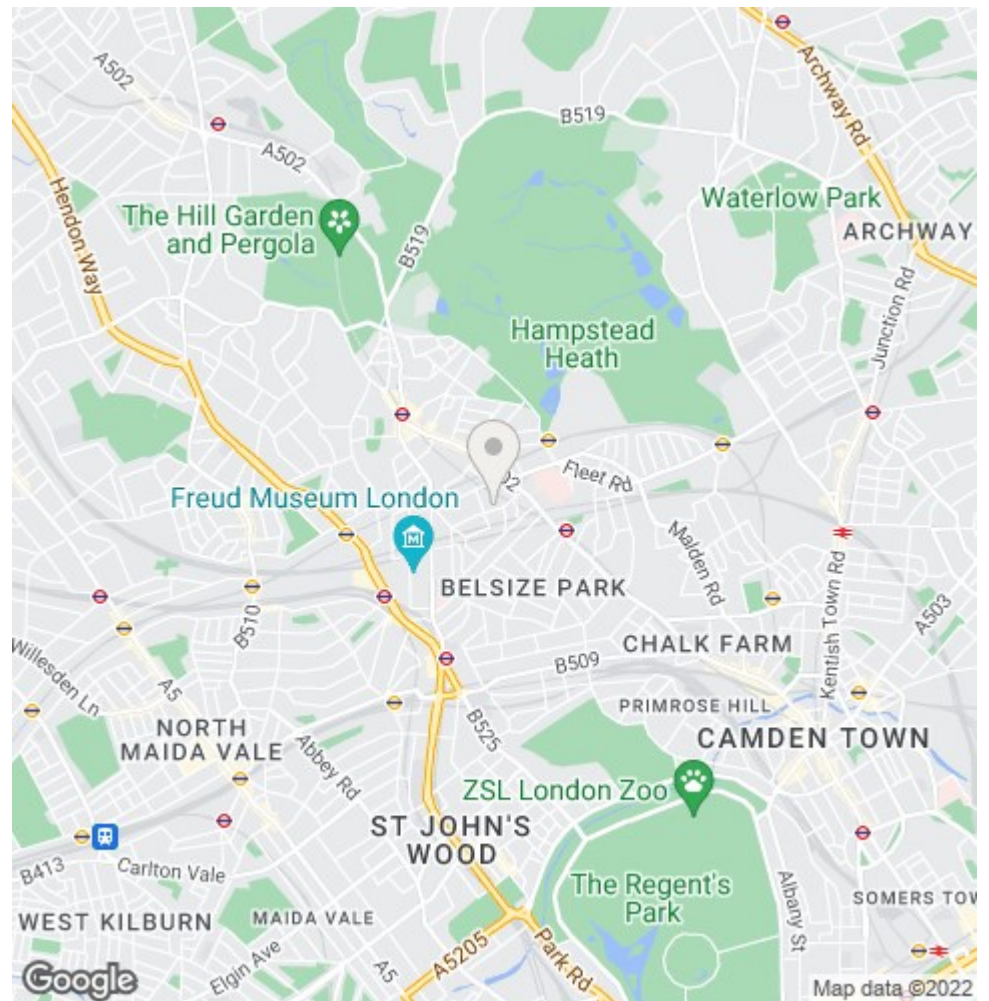 A502
B519
Archway Rd
A502
Waterlow Park
The Hill Garden
and Pergola
B519
ARCHWAY
Hendon Way
Hampstead
Heath
Junction Rd
Fleet Rd
Freud Museum London
Malden Rd
BELSIZE PARK
Kentish Town Rd
A503
B510
CHALK FARM
Willesden Ln
B509
A5
PRIMROSE HILL
NORTH
MAIDA VALE
Abbey Rd
B525
CAMDEN TOWN
ZSL London Zoo
ST JOHN'S
WOOD
B413
Carlton Vale
The Regent's
Park
Albany St
SOMERS TOW
WEST KILBURN
MAIDA VALE
Elgin Ave
A5
A5205
Park Rd
Google
Map data ©2022